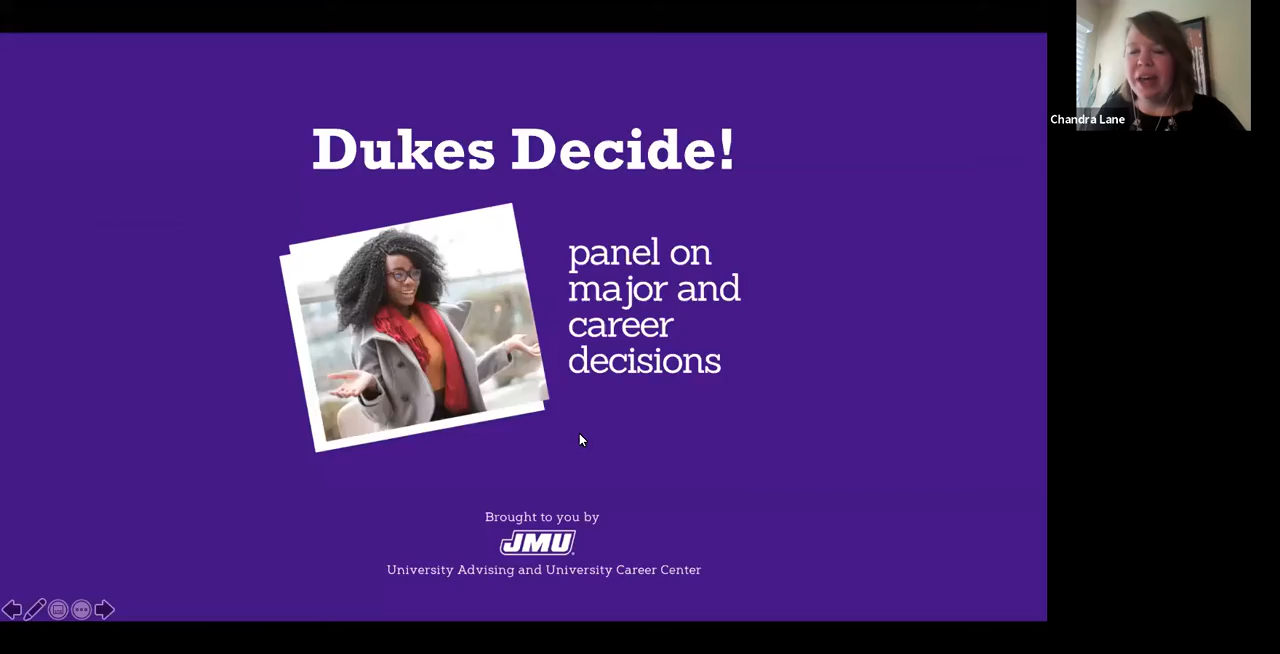 Dukes Decide!
panel on
major and
career
decisions
Brought to you by
JMU
University Advising and University Career Center
Chandra Lane